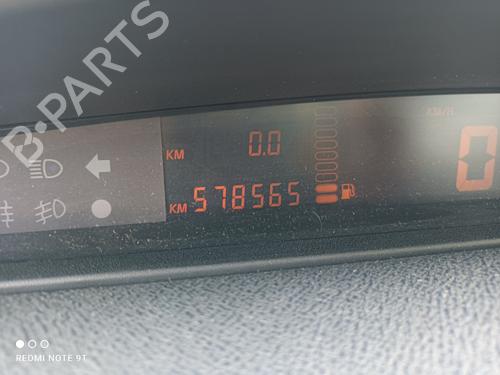 B-PARTS
KM 0.0
KM/H
0
KM 578565
REDMI NOTE 9T